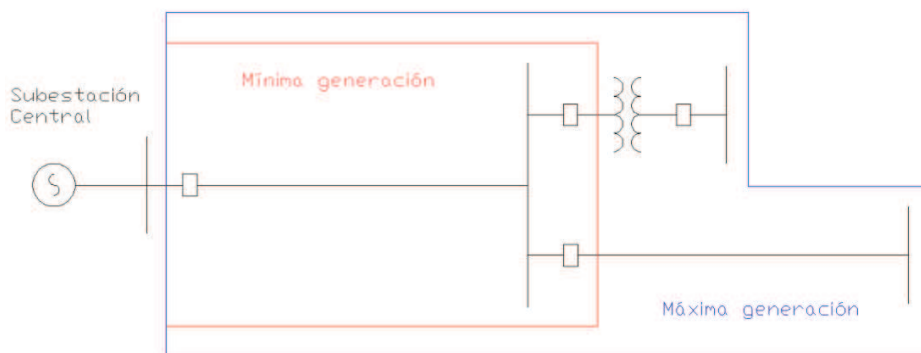 Mínima generación
Subestación
Central
Máxima generación